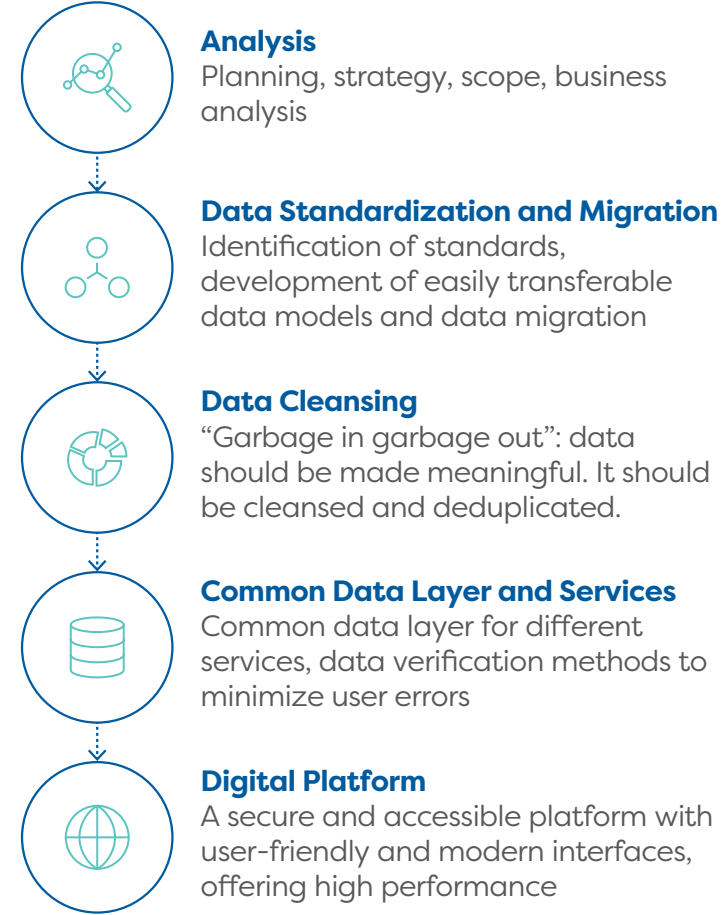 Analysis
Planning, strategy, scope, business
analysis
Data Standardization and Migration
Identification of standards,
development of easily transferable
data models and data migration
Data Cleansing
“Garbage in garbage out”: data
should be made meaningful. It should
be cleansed and deduplicated.
Common Data Layer and Services
Common data layer for different
services, data verification methods to
minimize user errors
Digital Platform
A secure and accessible platform with
user-friendly and modern interfaces,
offering high performance